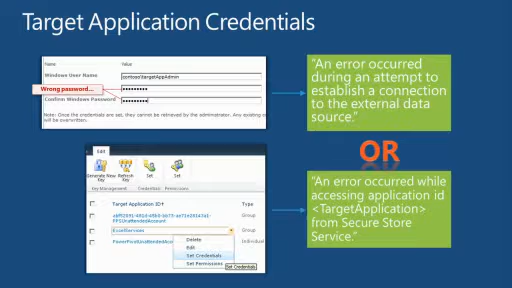 Target Application Credentials
Name Value
Windows User Name contoso\targetAppAdmin
Wrong password...
Confirm Windows Password
Note: Once the credentials are set, they cannot be retrieved by the administrator. Any existing
will be overwritten.
"An error occurred
during an attempt to
establish a connection
to the external data
source."
OR
Edit
Generate New
Key
Refresh
Key
Set
Set
Key Management
Credentials
Permissions
Target Application ID↑ Type
PPSUnattendedAccount
Group
ExcelServices Group
Individual
Delete
Edit
Set Credentials
Set Permissions
Set Credentials
"An error occurred while
accessing application id
<TargetApplication>
from Secure Store
Service."